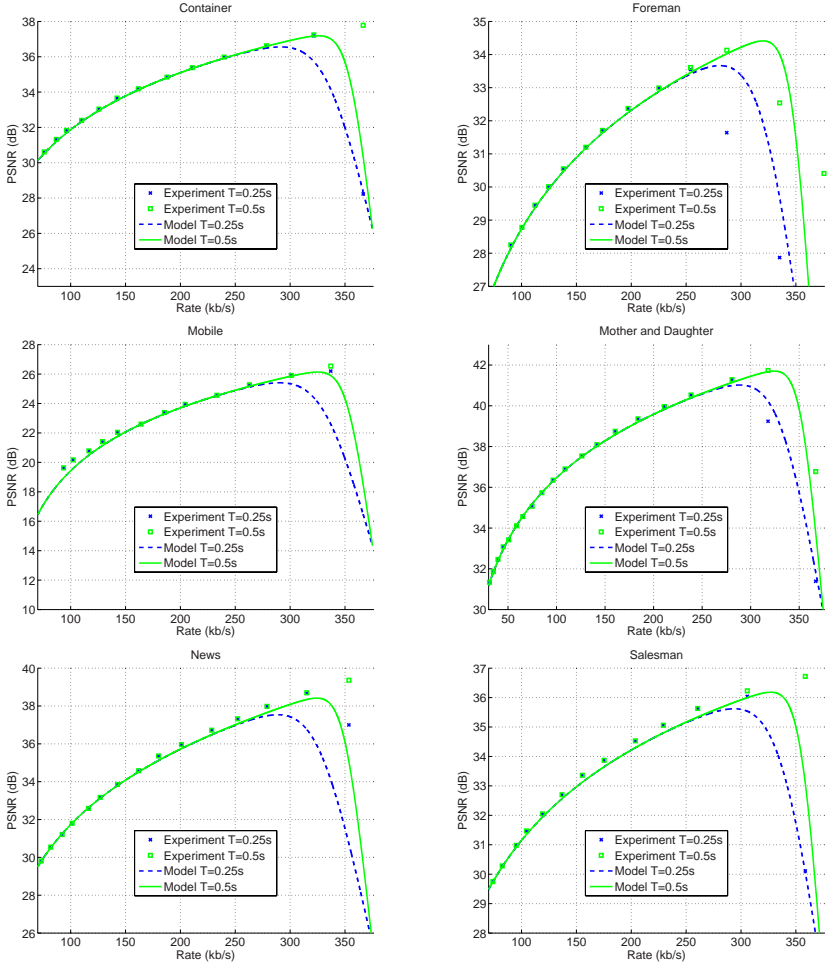 Container
38
36
34
32
30
28
26
24
PSNR (dB)
Experiment T=0.25s
Experiment T=0.5s
Model T=0.25s
Model T=0.5s
100 150 200 250 300 350
Rate (kb/s)
Foreman
35
34
33
32
31
30
29
28
27
PSNR (dB)
Experiment T=0.25s
Experiment T=0.5s
Model T=0.25s
Model T=0.5s
100 150 200 250 300 350
Rate (kb/s)
Mobile
28
26
24
22
20
18
16
14
12
10
PSNR (dB)
Experiment T=0.25s
Experiment T=0.5s
Model T=0.25s
Model T=0.5s
100 150 200 250 300 350
Rate (kb/s)
Mother and Daughter
42
40
38
36
34
32
30
PSNR (dB)
Experiment T=0.25s
Experiment T=0.5s
Model T=0.25s
Model T=0.5s
50 100 150 200 250 300 350
Rate (kb/s)
News
40
38
36
34
32
30
28
26
PSNR (dB)
Experiment T=0.25s
Experiment T=0.5s
Model T=0.25s
Model T=0.5s
100 150 200 250 300 350
Rate (kb/s)
Salesman
37
36
35
34
33
32
31
30
29
28
PSNR (dB)
Experiment T=0.25s
Experiment T=0.5s
Model T=0.25s
Model T=0.5s
100 150 200 250 300 350
Rate (kb/s)